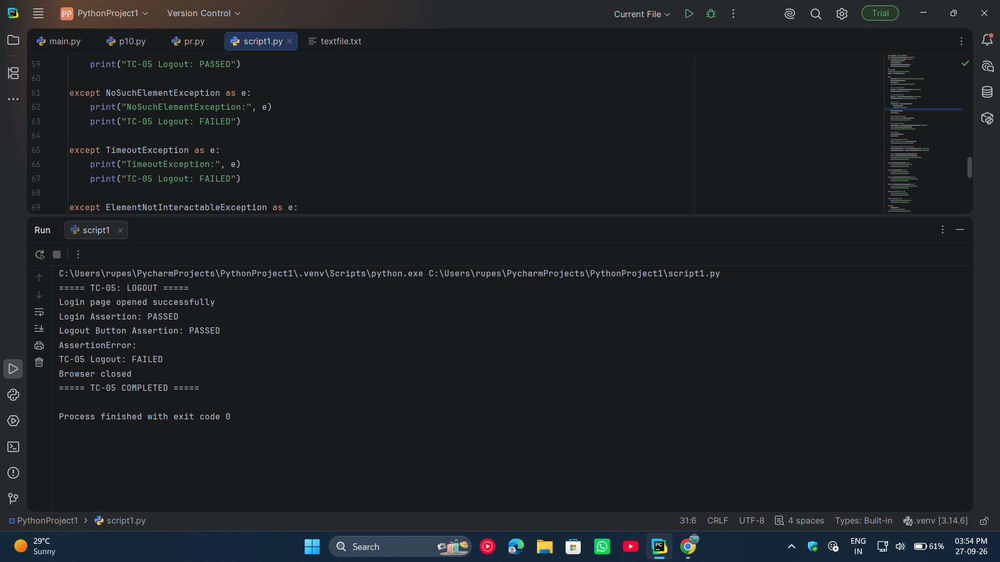 PP PythonProject1 Version Control Current File Trial
main.py p10.py pr.py script1.py textfile.txt
59 print("TC-05 Logout: PASSED")
60
61 except NoSuchElementException as e:
62 print("NoSuchElementException:", e)
63 print("TC-05 Logout: FAILED")
64
65 except TimeoutException as e:
66 print("TimeoutException:", e)
67 print("TC-05 Logout: FAILED")
68
69 except ElementNotInteractableException as e:
Run script1
C:\Users\rupes\PycharmProjects\PythonProject1\.venv\Scripts\python.exe C:\Users\rupes\PycharmProjects\PythonProject1\script1.py
===== TC-05: LOGOUT =====
Login page opened successfully
Login Assertion: PASSED
Logout Button Assertion: PASSED
AssertionError:
TC-05 Logout: FAILED
Browser closed
===== TC-05 COMPLETED =====
Process finished with exit code 0
PythonProject1 > script1.py 31:6 CRLF UTF-8 4 spaces Types: Built-in .venv [3.14.6]
29°C
Sunny
Search
ENG
IN
61%
03:54 PM
27-09-26